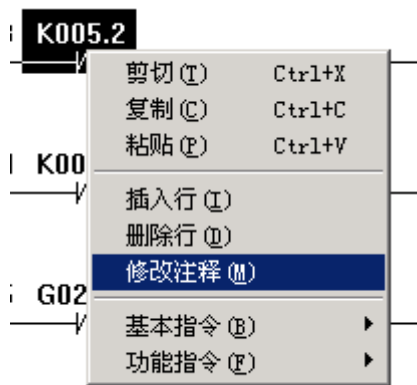 K005.2
剪切(T) Ctrl+X
复制(C) Ctrl+C
粘贴(P) Ctrl+V
K00
插入行(I)
删除行(D)
修改注释(M)
G02
基本指令(B)
功能指令(F)